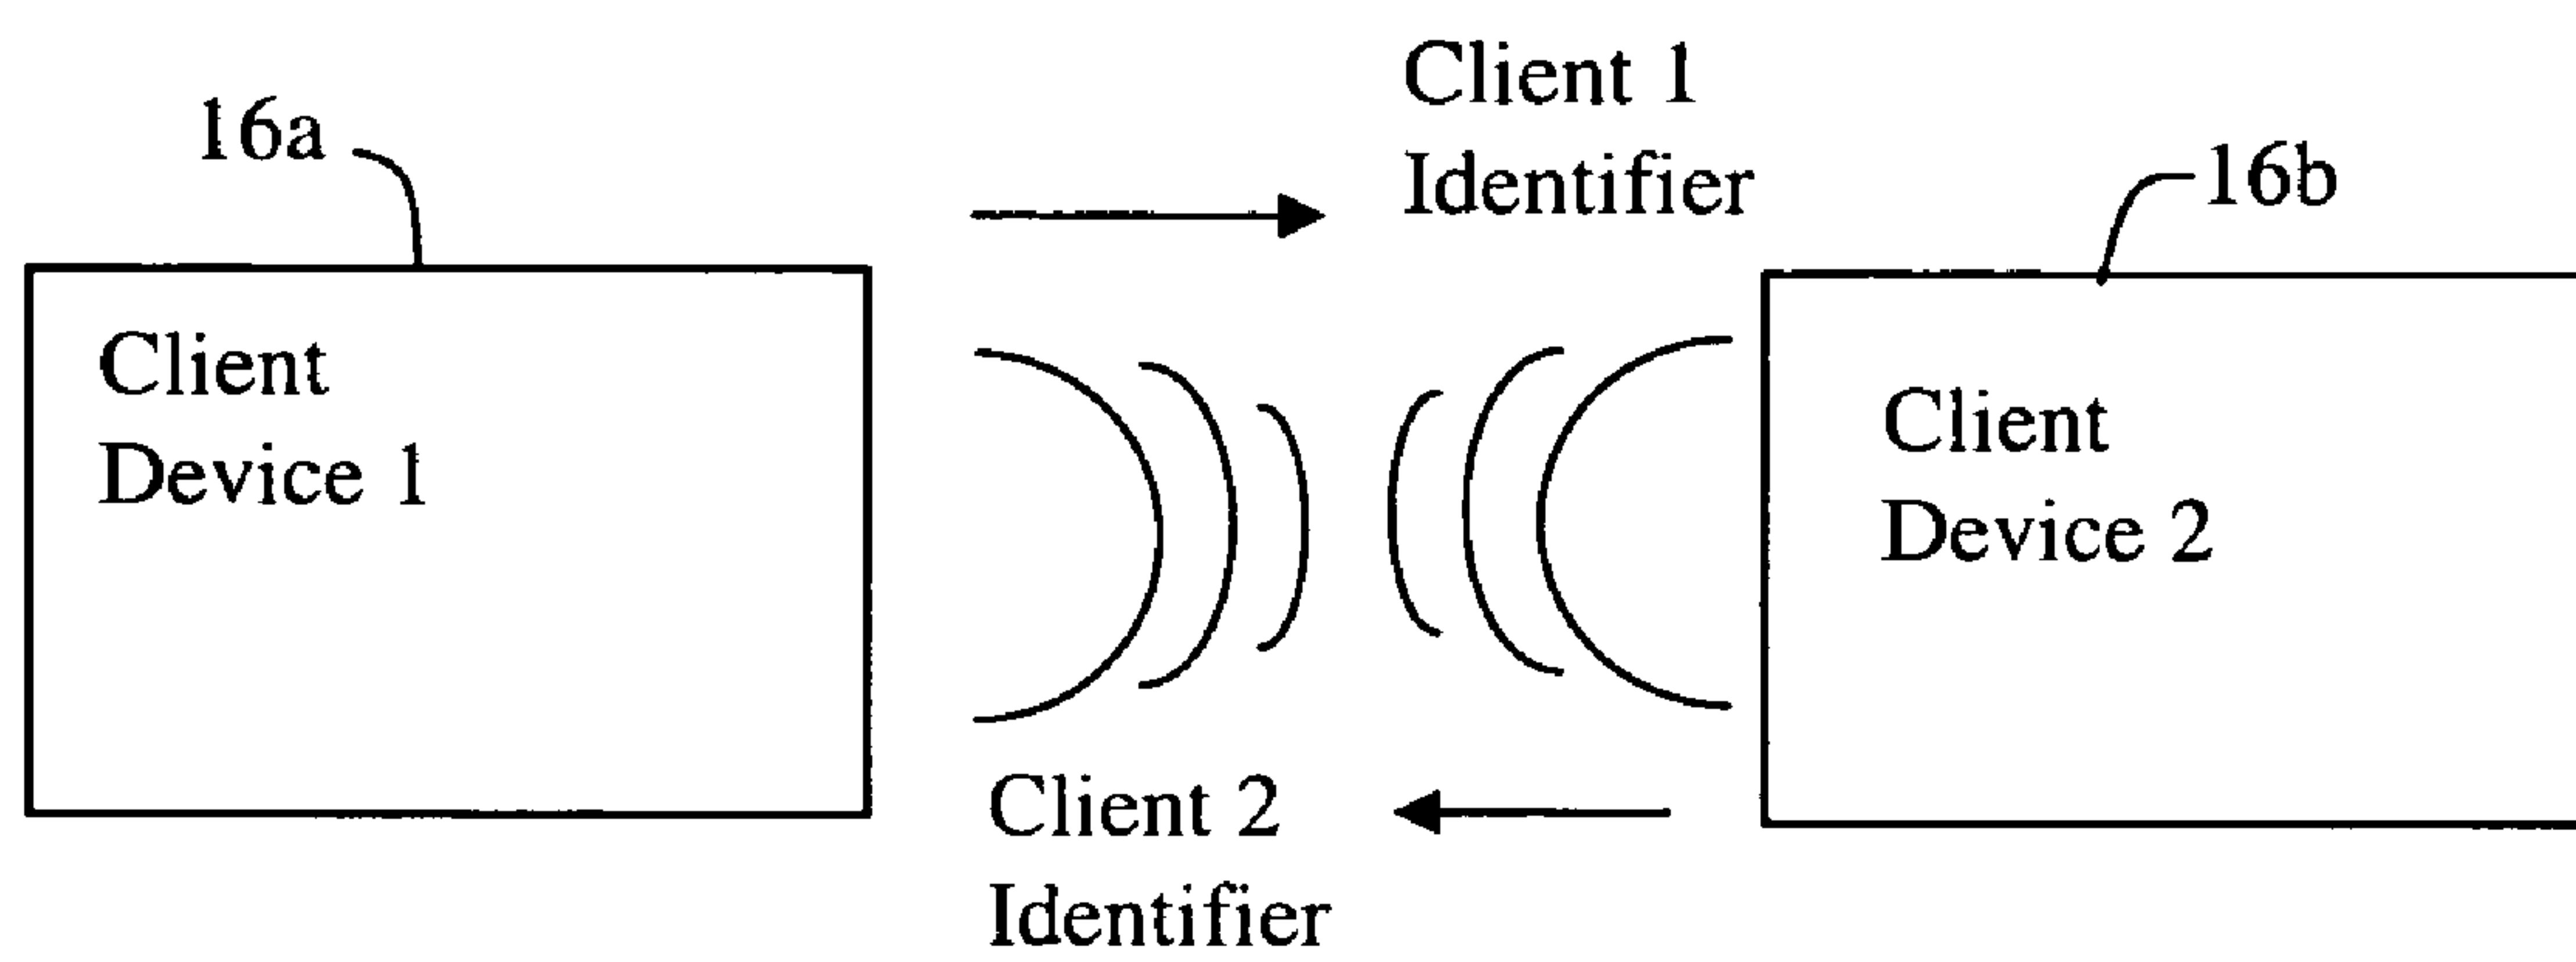 Client 1
Identifier
16a
16b
Client
Device 1
Client
Device 2
Client 2
Identifier